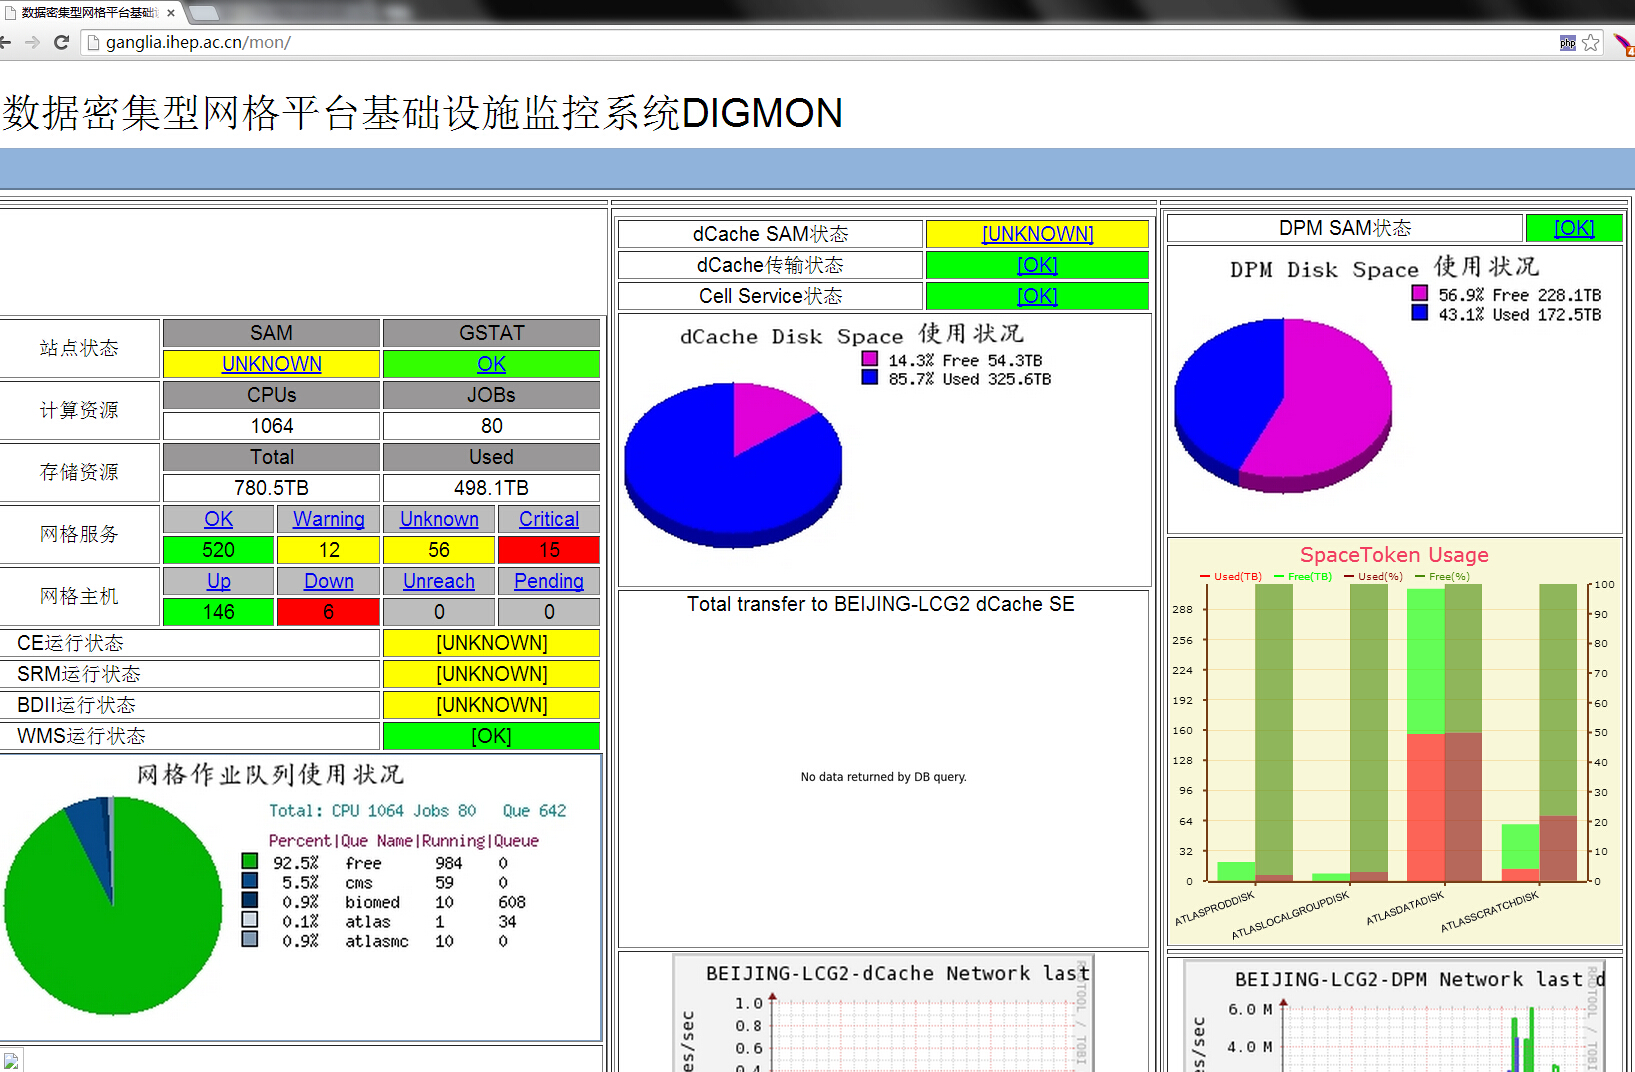 数据密集型网格平台基础
ganglia.ihep.ac.cn/mon/
php
数据密集型网格平台基础设施监控系统DIGMON
站点状态
SAM
GSTAT
UNKNOWN
OK
计算资源
CPUs
JOBs
1064
80
存储资源
Total
Used
780.5TB
498.1TB
网格服务
OK
Warning
Unknown
Critical
520
12
56
15
网格主机
Up
Down
Unreach
Pending
146
6
0
0
CE运行状态
[UNKNOWN]
SRM运行状态
[UNKNOWN]
BDII运行状态
[UNKNOWN]
WMS运行状态
[OK]
网格作业队列使用状况
Total: CPU 1064 Jobs 80 Que 642
Percent|Que Name|Running|Queue
92.5% free 984 0
5.5% cms 59 0
0.9% biomed 10 608
0.1% atlas 1 34
0.9% atlasmc 10 0
dCache SAM状态
[UNKNOWN]
dCache传输状态
[OK]
Cell Service状态
[OK]
dCache Disk Space 使用状况
14.3% Free 54.3TB
85.7% Used 325.6TB
Total transfer to BEIJING-LCG2 dCache SE
No data returned by DB query.
BEIJING-LCG2-dCache Network last
1.0
0.8
0.6
0.4
es/sec
RRDTOOL / TOBI
DPM SAM状态
[OK]
DPM Disk Space 使用状况
56.9% Free 228.1TB
43.1% Used 172.5TB
SpaceToken Usage
Used(TB) Free(TB) Used(%) Free(%)
288
256
224
192
160
128
96
64
32
0
100
90
80
70
60
50
40
30
20
10
0
ATLASPRODDISK
ATLASLOCALGROUPDISK
ATLASDATADISK
ATLASSCRATCHDISK
BEIJING-LCG2-DPM Network last d
6.0 M
4.0 M
es/sec
RRDTOOL / TOBI